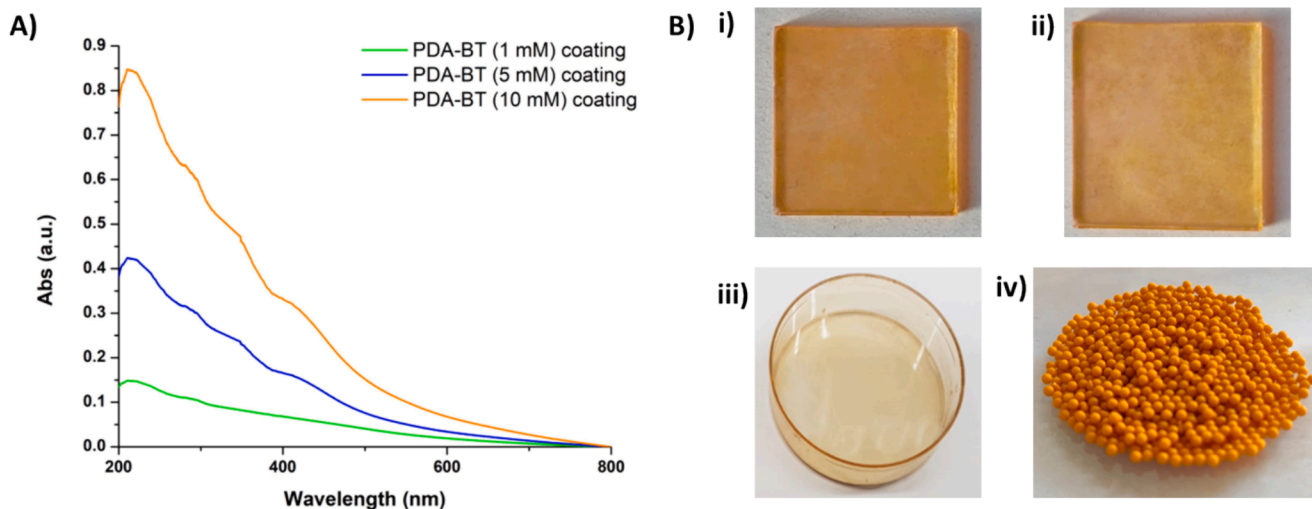 A)
0.9
0.8
0.7
0.6
0.5
0.4
0.3
0.2
0.1
0.0
Abs (a.u.)
200
400
600
800
Wavelength (nm)
PDA-BT (1 mM) coating
PDA-BT (5 mM) coating
PDA-BT (10 mM) coating
B) i)
ii)
iii)
iv)